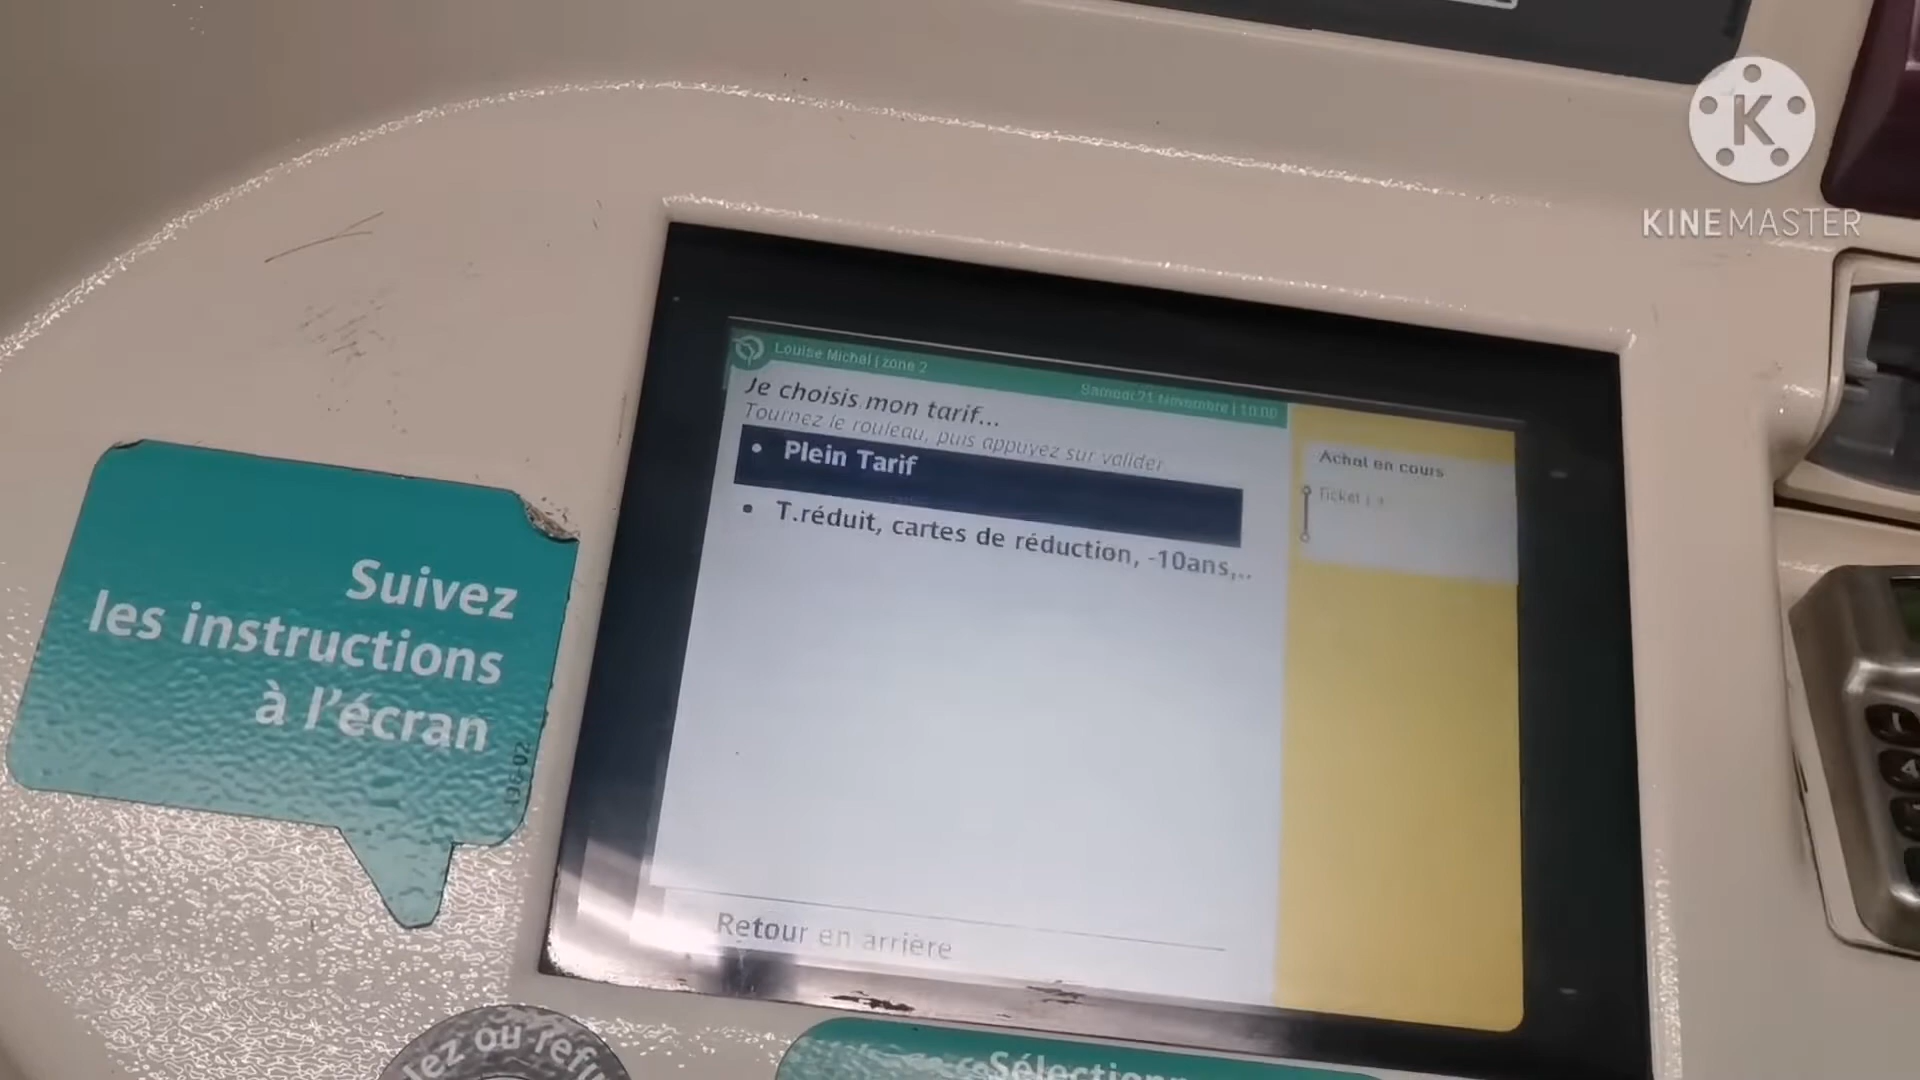 KINEMASTER
Louise Michel | zone 2
Samedi 21 Novembre | 10:00
Je choisis mon tarif...
Tournez le rouleau, puis appuyez sur valider
• Plein Tarif
• T.réduit, cartes de réduction, -10ans,..
Retour en arrière
Achat en cours
Ticket
Suivez
les instructions
à l'écran
ou